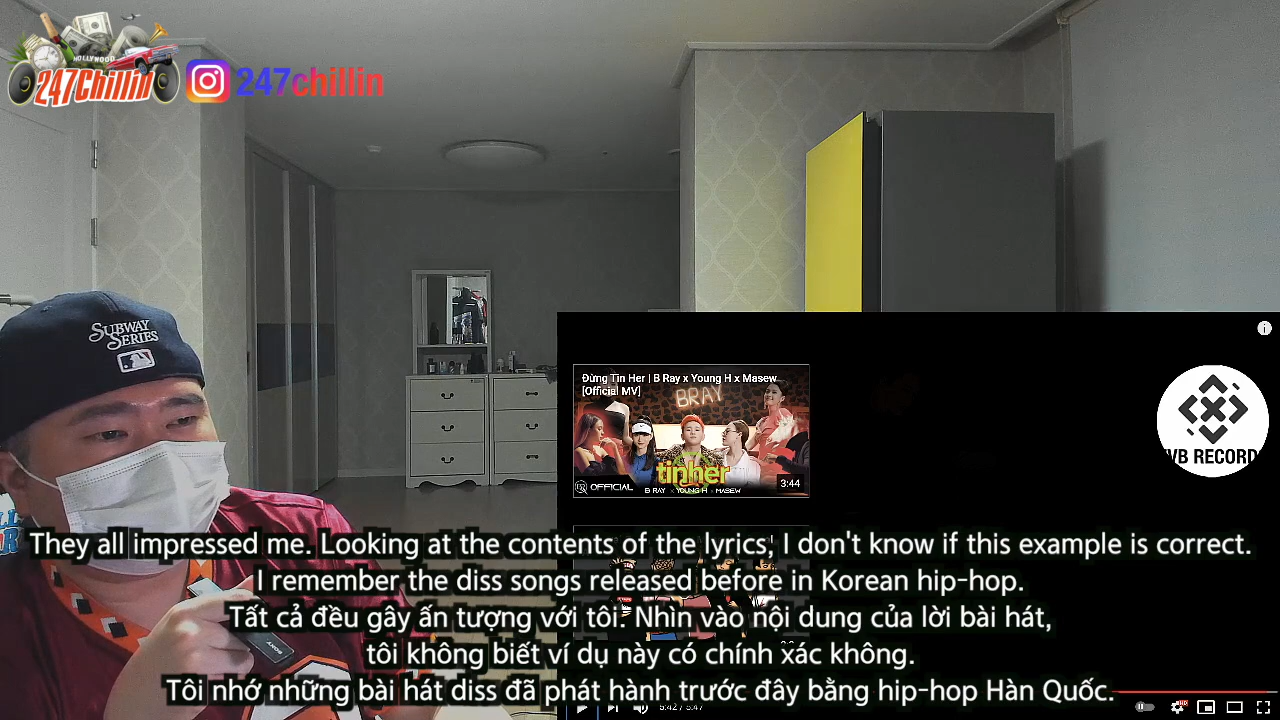 HOLLYWOOD
247Chillin
247chillin
SUBWAY
SERIES
Đừng Tin Her | B Ray x Young H x Masew
[Official MV]
BRAY
tinher
OFFICIAL
B RAY x YOUNG H x MASEW
3:44
VB RECORD
They all impressed me. Looking at the contents of the lyrics, I don't know if this example is correct.
I remember the diss songs released before in Korean hip-hop.
Tất cả đều gây ấn tượng với tôi. Nhìn vào nội dung của lời bài hát,
tôi không biết ví dụ này có chính xác không.
Tôi nhớ những bài hát diss đã phát hành trước đây bằng hip-hop Hàn Quốc.
SONY
5:42 / 5:47
HD